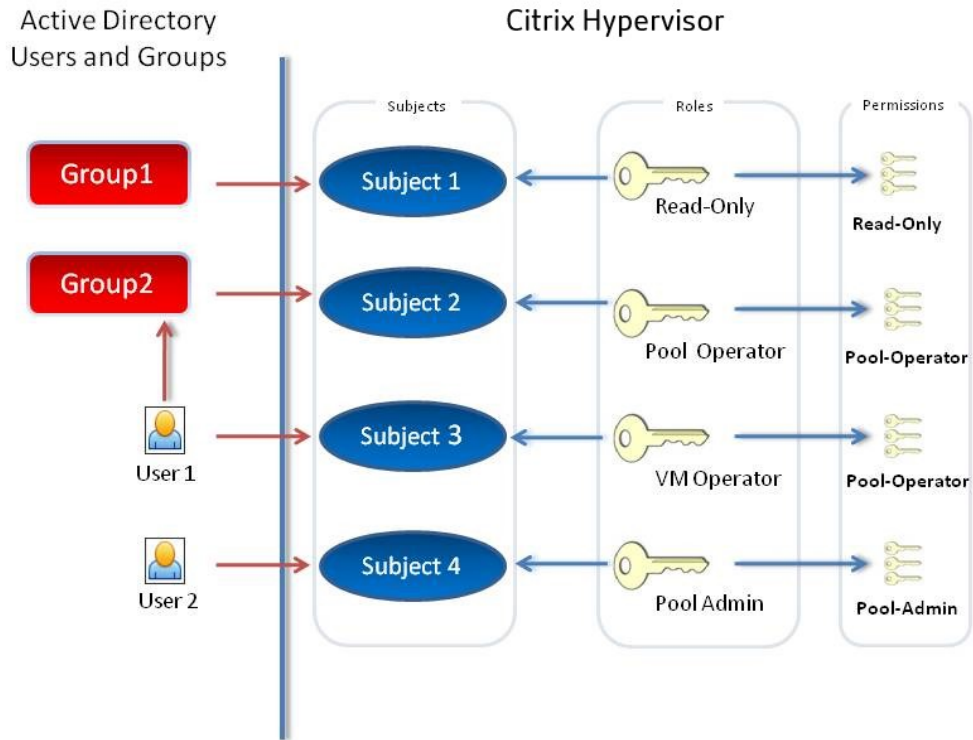 Active Directory
Users and Groups
Citrix Hypervisor
Subjects
Roles
Permissions
Group1
Subject 1
Read-Only
Read-Only
Group2
Subject 2
Pool Operator
Pool-Operator
User 1
Subject 3
VM Operator
Pool-Operator
User 2
Subject 4
Pool Admin
Pool-Admin